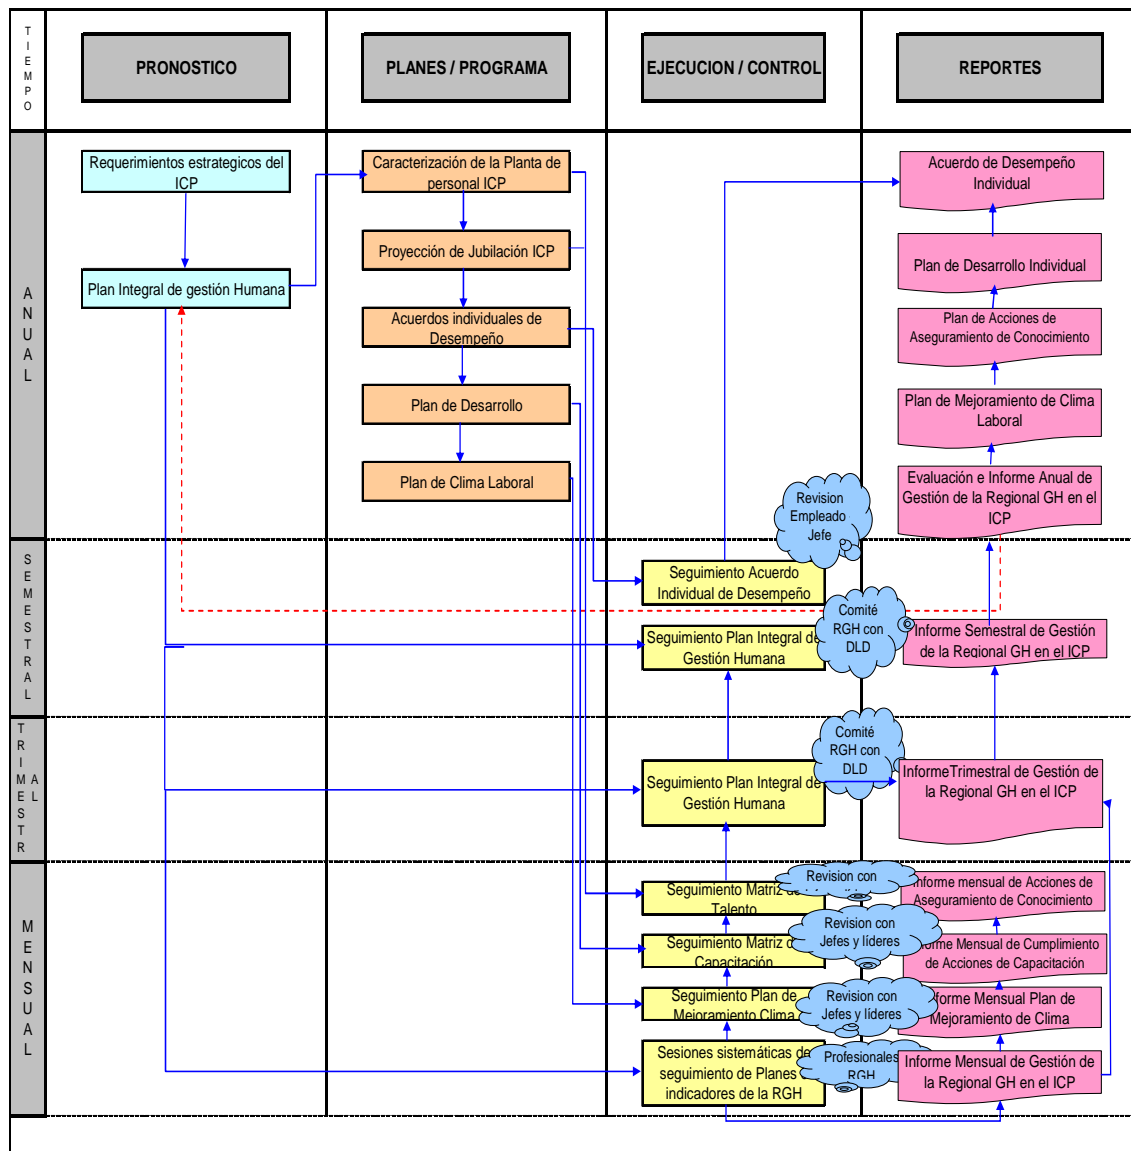 TIEMPO
PRONOSTICO
PLANES / PROGRAMA
EJECUCION / CONTROL
REPORTES
ANUAL
Requerimientos estrategicos del
ICP
Plan Integral de gestión Humana
Caracterización de la Planta de
personal ICP
Proyección de Jubilación ICP
Acuerdos individuales de
Desempeño
Plan de Desarrollo
Plan de Clima Laboral
Revision
Empleado
Jefe
Acuerdo de Desempeño
Individual
Plan de Desarrollo Individual
Plan de Acciones de
Aseguramiento de Conocimiento
Plan de Mejoramiento de Clima
Laboral
Evaluación e Informe Anual de
Gestión de la Regional GH en el
ICP
SEMESTRAL
Seguimiento Acuerdo
Individual de Desempeño
Seguimiento Plan Integral de
Gestión Humana
Comité
RGH con
DLD
Informe Semestral de Gestión
de la Regional GH en el ICP
TRIMESTR
AL
Seguimiento Plan Integral de
Gestión Humana
Comité
RGH con
DLD
InformeTrimestral de Gestión de
la Regional GH en el ICP
MENSUAL
Seguimiento Matriz de
Talento
Revision con
Informe mensual de Acciones de
Aseguramiento de Conocimiento
Seguimiento Matriz de
Capacitación
Revision con
Jefes y líderes
Informe Mensual de Cumplimiento
de Acciones de Capacitación
Seguimiento Plan de
Mejoramiento Clima
Revision con
Jefes y líderes
Informe Mensual Plan de
Mejoramiento de Clima
Sesiones sistemáticas de
seguimiento de Planes
indicadores de la RGH
Profesionales
RGH
Informe Mensual de Gestión de
la Regional GH en el ICP